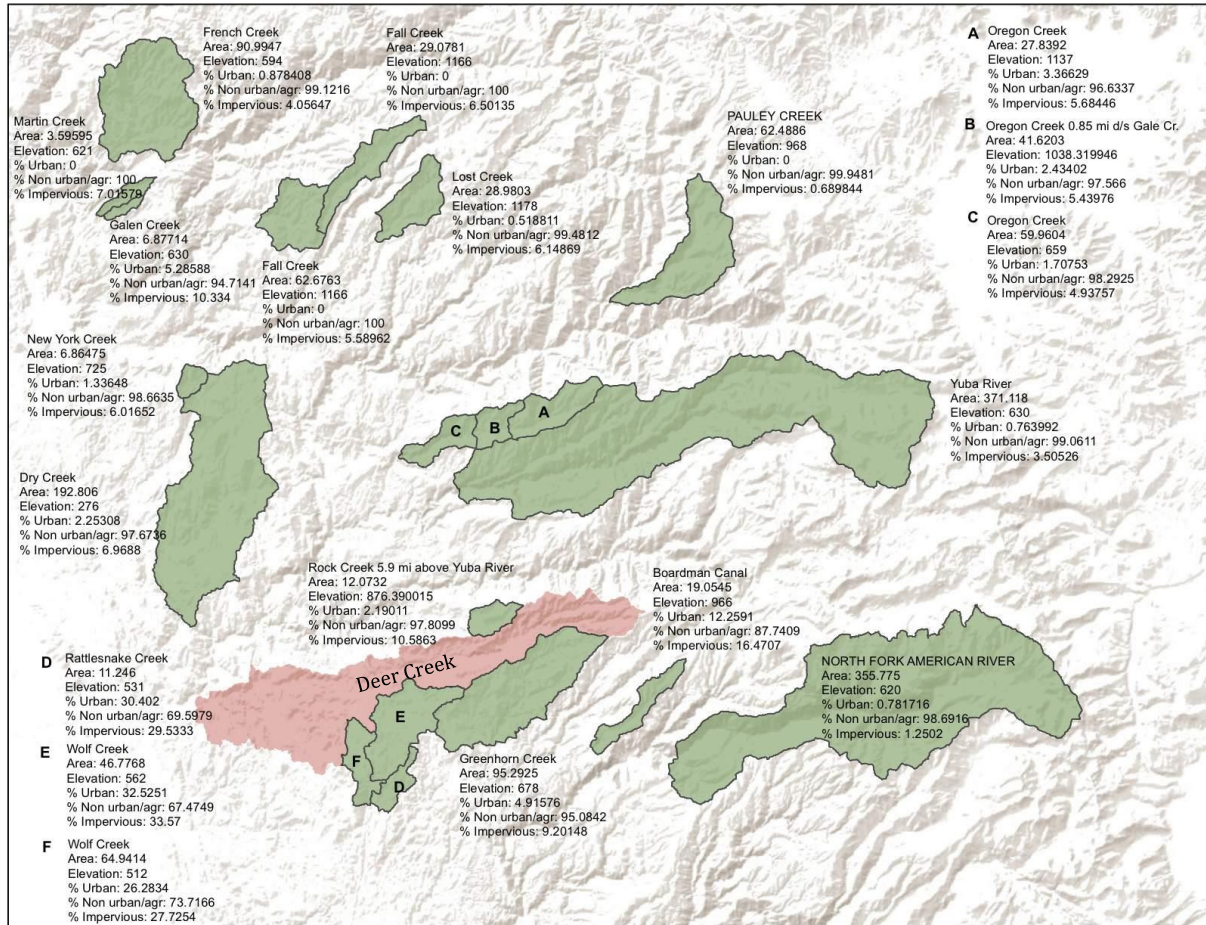 French Creek
Area: 90.9947
Elevation: 594
% Urban: 0.878408
% Non urban/agr: 99.1216
% Impervious: 4.05647
Fall Creek
Area: 29.0781
Elevation: 1166
% Urban: 0
% Non urban/agr: 100
% Impervious: 6.50135
A Oregon Creek
Area: 27.8392
Elevation: 1137
% Urban: 3.36629
% Non urban/agr: 96.6337
% Impervious: 5.68446
Martin Creek
Area: 3.59595
Elevation: 621
% Urban: 0
% Non urban/agr: 100
% Impervious: 7.01579
PAULEY CREEK
Area: 62.4886
Elevation: 968
% Urban: 0
% Non urban/agr: 99.9481
% Impervious: 0.689844
B Oregon Creek 0.85 mi d/s Gale Cr.
Area: 41.6203
Elevation: 1038.319946
% Urban: 2.43402
% Non urban/agr: 97.566
% Impervious: 5.43976
Lost Creek
Area: 28.9803
Elevation: 1178
% Urban: 0.518811
% Non urban/agr: 99.4812
% Impervious: 6.14869
C Oregon Creek
Area: 59.9604
Elevation: 659
% Urban: 1.70753
% Non urban/agr: 98.2925
% Impervious: 4.93757
Galen Creek
Area: 6.87714
Elevation: 630
% Urban: 5.28588
% Non urban/agr: 94.7141
% Impervious: 10.334
Fall Creek
Area: 62.6763
Elevation: 1166
% Urban: 0
% Non urban/agr: 100
% Impervious: 5.58962
New York Creek
Area: 6.86475
Elevation: 725
% Urban: 1.33648
% Non urban/agr: 98.6635
% Impervious: 6.01652
A
B
C
Yuba River
Area: 371.118
Elevation: 630
% Urban: 0.763992
% Non urban/agr: 99.0611
% Impervious: 3.50526
Dry Creek
Area: 192.806
Elevation: 276
% Urban: 2.25308
% Non urban/agr: 97.6736
% Impervious: 6.9688
Rock Creek 5.9 mi above Yuba River
Area: 12.0732
Elevation: 876.390015
% Urban: 2.19011
% Non urban/agr: 97.8099
% Impervious: 10.5863
Boardman Canal
Area: 19.0545
Elevation: 966
% Urban: 12.2591
% Non urban/agr: 87.7409
% Impervious: 16.4707
Deer Creek
D Rattlesnake Creek
Area: 11.246
Elevation: 531
% Urban: 30.402
% Non urban/agr: 69.5979
% Impervious: 29.5333
NORTH FORK AMERICAN RIVER
Area: 355.775
Elevation: 620
% Urban: 0.781716
% Non urban/agr: 98.6916
% Impervious: 1.2502
E
F
D
E Wolf Creek
Area: 46.7768
Elevation: 562
% Urban: 32.5251
% Non urban/agr: 67.4749
% Impervious: 33.57
Greenhorn Creek
Area: 95.2925
Elevation: 678
% Urban: 4.91576
% Non urban/agr: 95.0842
% Impervious: 9.20148
F Wolf Creek
Area: 64.9414
Elevation: 512
% Urban: 26.2834
% Non urban/agr: 73.7166
% Impervious: 27.7254